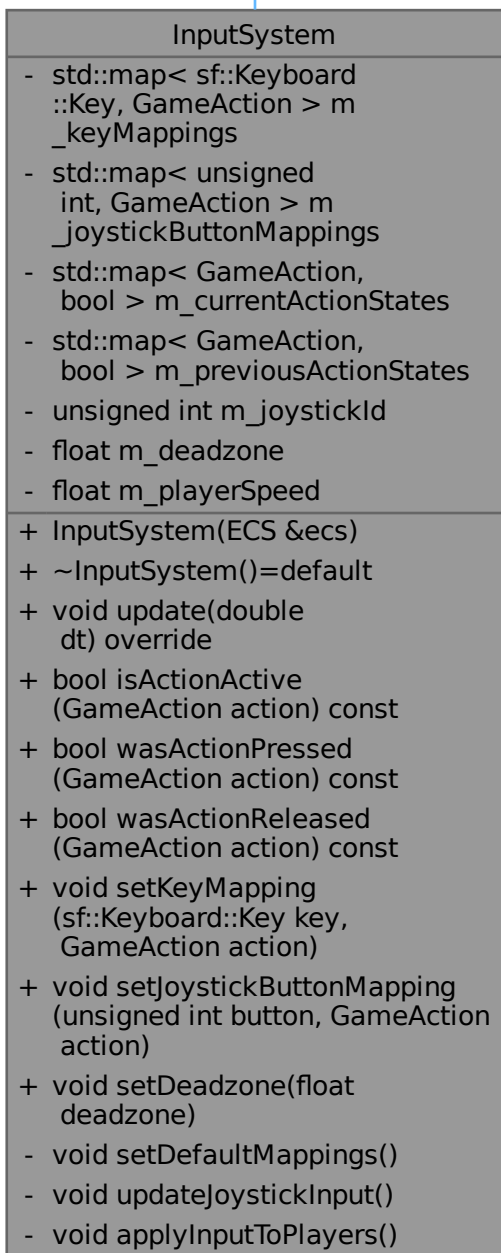 InputSystem
- std::map< sf::Keyboard
::Key, GameAction > m
_keyMappings
- std::map< unsigned
int, GameAction > m
_joystickButtonMappings
- std::map< GameAction,
bool > m_currentActionStates
- std::map< GameAction,
bool > m_previousActionStates
- unsigned int m_joystickId
- float m_deadzone
- float m_playerSpeed
+ InputSystem(ECS &ecs)
+ ~InputSystem()=default
+ void update(double
dt) override
+ bool isActionActive
(GameAction action) const
+ bool wasActionPressed
(GameAction action) const
+ bool wasActionReleased
(GameAction action) const
+ void setKeyMapping
(sf::Keyboard::Key key,
GameAction action)
+ void setJoystickButtonMapping
(unsigned int button, GameAction
action)
+ void setDeadzone(float
deadzone)
- void setDefaultMappings()
- void updateJoystickInput()
- void applyInputToPlayers()